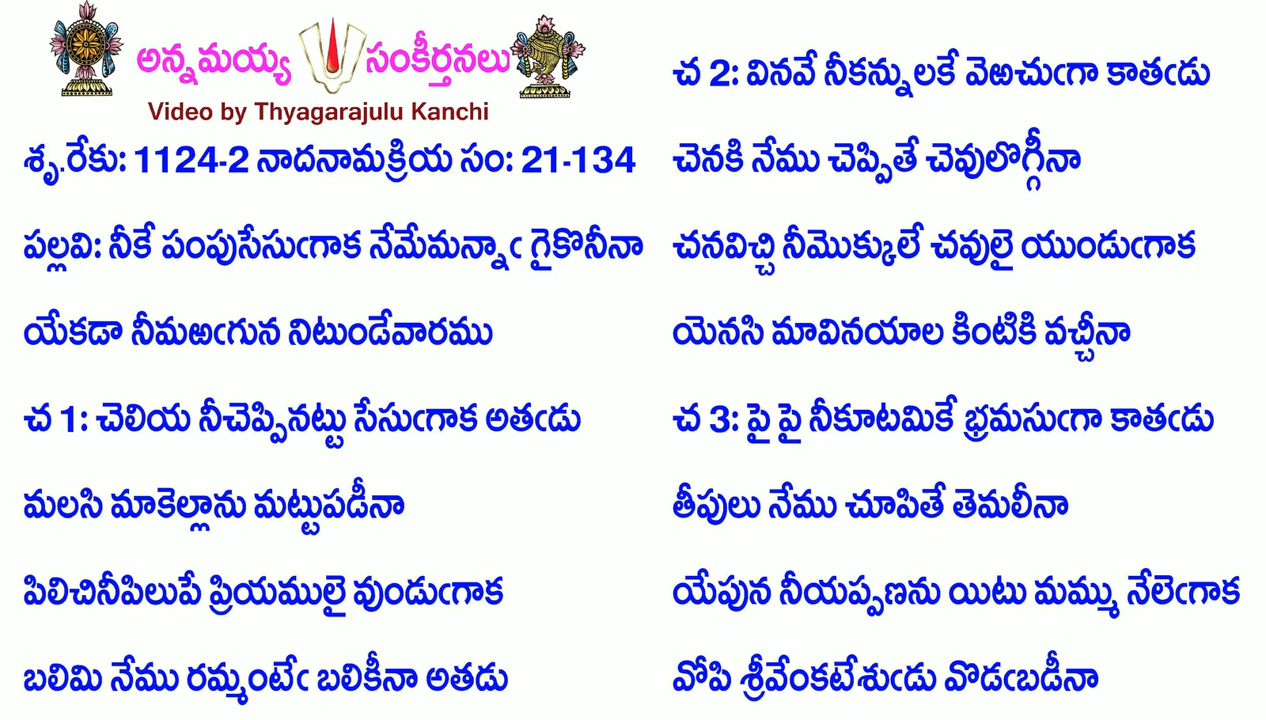 అన్నమయ్య సంకీర్తనలు
Video by Thyagarajulu Kanchi
శృ.రేకు: 1124-2 నాదనామక్రియ సం: 21-134
పల్లవి: నీకే పంపుసేసుఁగాక నేమేమన్నాఁ గైకొనీనా
యేకడా నీమఱఁగున నిటుండేవారము
చ 1: చెలియ నీచెప్పినట్టు సేసుఁగాక అతఁడు
మలసి మాకెల్లాను మట్టుపడీనా
పిలిచినీపిలుపే ప్రియములై వుండుఁగాక
బలిమి నేము రమ్మంటేఁ బలికీనా అతడు
చ 2: వినవే నీకన్నులకే వెఱచుఁగా కాతఁడు
చెనకి నేము చెప్పితే చెవులొగ్గీనా
చనవిచ్చి నీమొక్కులే చవులై యుండుఁగాక
యెనసి మావినయాల కింటికి వచ్చీనా
చ 3: పై పై నీకూటమికే భ్రమసుఁగా కాతఁడు
తీపులు నేము చూపితే తెమలీనా
యేపున నీయప్పణను యిటు మమ్ము నేలెఁగాక
వోపి శ్రీవేంకటేశుఁడు వొడఁబడీనా